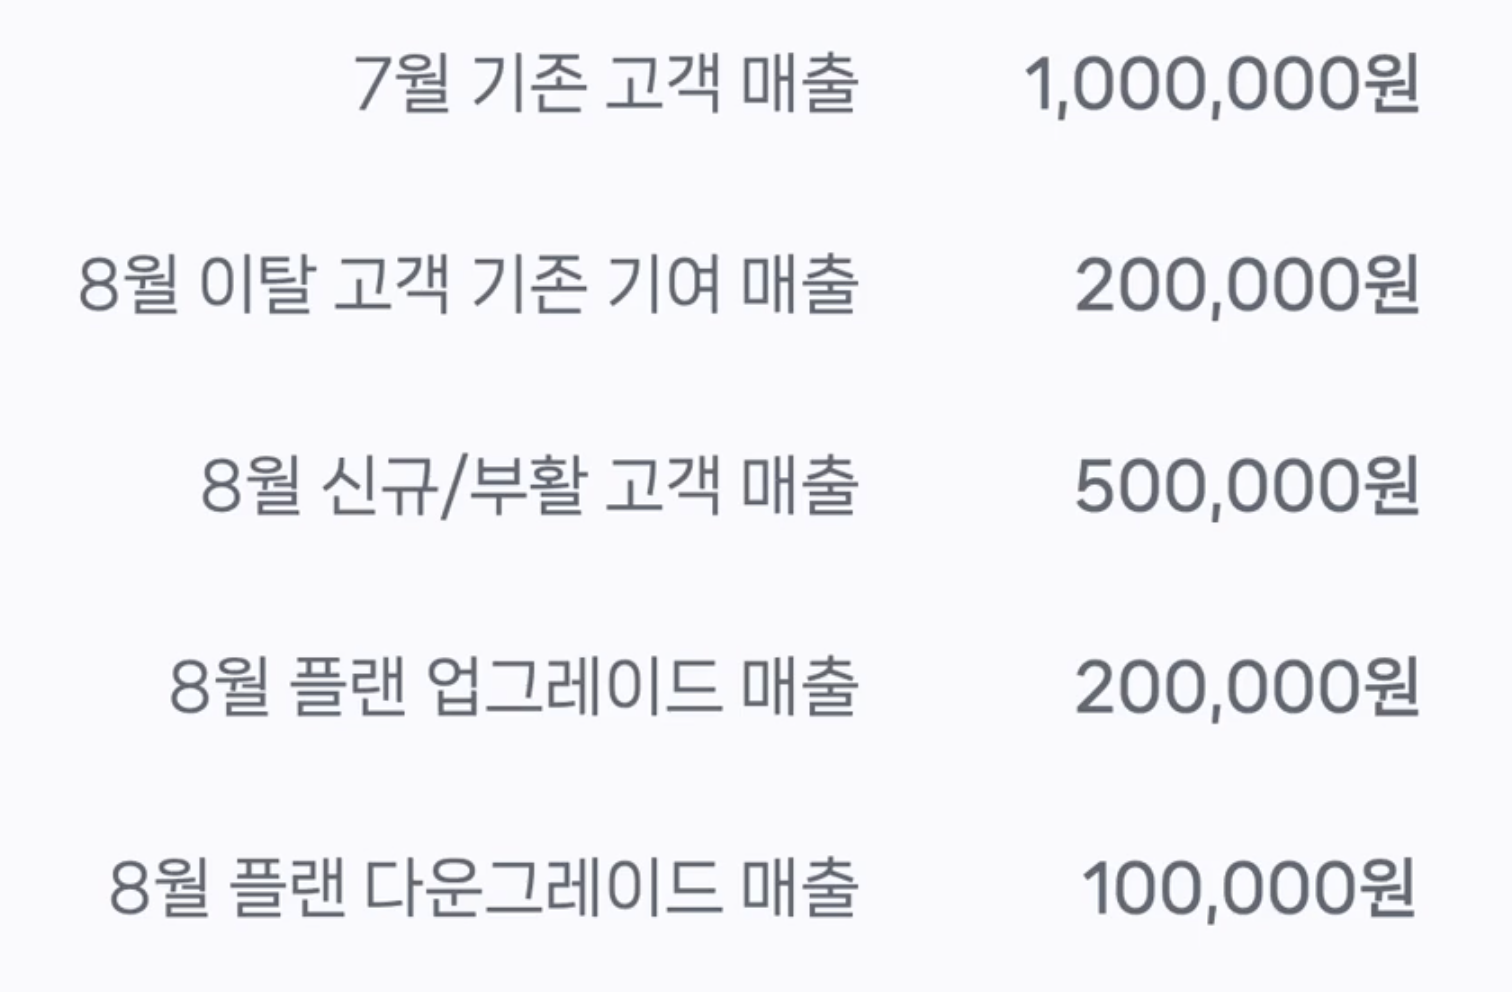 7월 기존 고객 매출 1,000,000원
8월 이탈 고객 기존 기여 매출 200,000원
8월 신규/부활 고객 매출 500,000원
8월 플랜 업그레이드 매출 200,000원
8월 플랜 다운그레이드 매출 100,000원